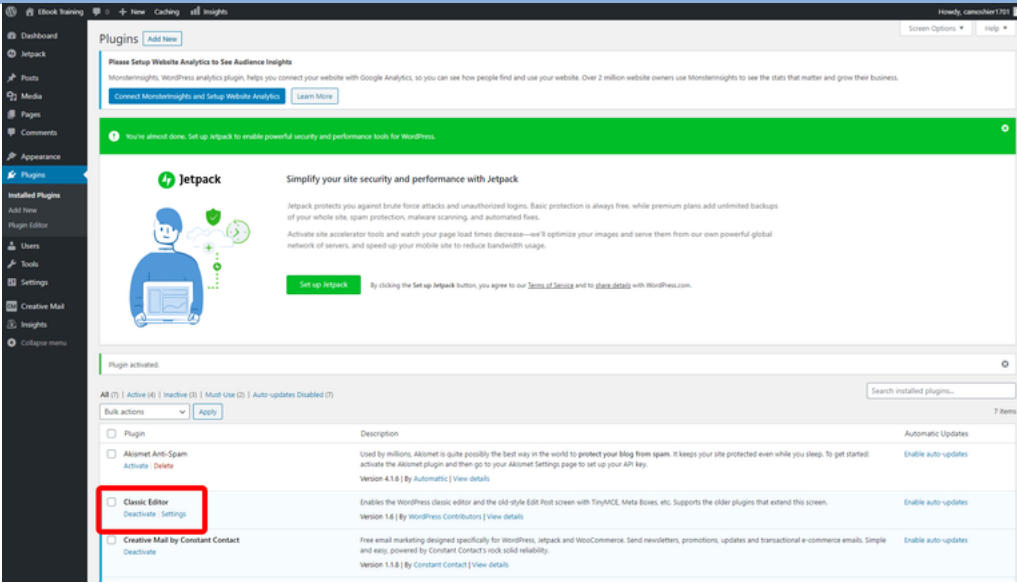 EBook Training 0 New Caching Insights Howdy, camoshier1701
Screen Options Help
Dashboard
Jetpack
Posts
Media
Pages
Comments
Appearance
Plugins
Installed Plugins
Add New
Plugin Editor
Users
Tools
Settings
Creative Mail
Insights
Collapse menu
Plugins Add New
Please Setup Website Analytics to See Audience Insights
MonsterInsights, WordPress analytics plugin, helps you connect your website with Google Analytics, so you can see how people find and use your website. Over 2 million website owners use MonsterInsights to see the stats that matter and grow their business.
Connect MonsterInsights and Setup Website Analytics Learn More
You're almost done. Set up Jetpack to enable powerful security and performance tools for WordPress.
Jetpack
Simplify your site security and performance with Jetpack
Jetpack protects you against brute force attacks and unauthorized logins. Basic protection is always free, while premium plans add unlimited backups
of your whole site, spam protection, malware scanning, and automated fixes.
Activate site accelerator tools and watch your page load times decrease—we'll optimize your images and serve them from our own powerful global
network of servers, and speed up your mobile site to reduce bandwidth usage.
Set up Jetpack By clicking the Set up Jetpack button, you agree to our Terms of Service and to share details with WordPress.com.
Plugin activated.
All (7) | Active (4) | Inactive (3) | Must-Use (2) | Auto-updates Disabled (7)
Search installed plugins...
Bulk actions Apply 7 items
Plugin Description Automatic Updates
Akismet Anti-Spam Used by millions, Akismet is quite possibly the best way in the world to protect your blog from spam. It keeps your site protected even while you sleep. To get started: Enable auto-updates
Activate | Delete activate the Akismet plugin and then go to your Akismet Settings page to set up your API key.
Version 4.1.6 | By Automattic | View details
Classic Editor Enables the WordPress classic editor and the old-style Edit Post screen with TinyMCE, Meta Boxes, etc. Supports the older plugins that extend this screen. Enable auto-updates
Deactivate | Settings Version 1.6 | By WordPress Contributors | View details
Creative Mail by Constant Contact Free email marketing designed specifically for WordPress, Jetpack and WooCommerce. Send newsletters, promotions, updates and transactional e-commerce emails. Simple Enable auto-updates
Deactivate and easy, powered by Constant Contact's rock solid reliability.
Version 1.1.8 | By Constant Contact | View details